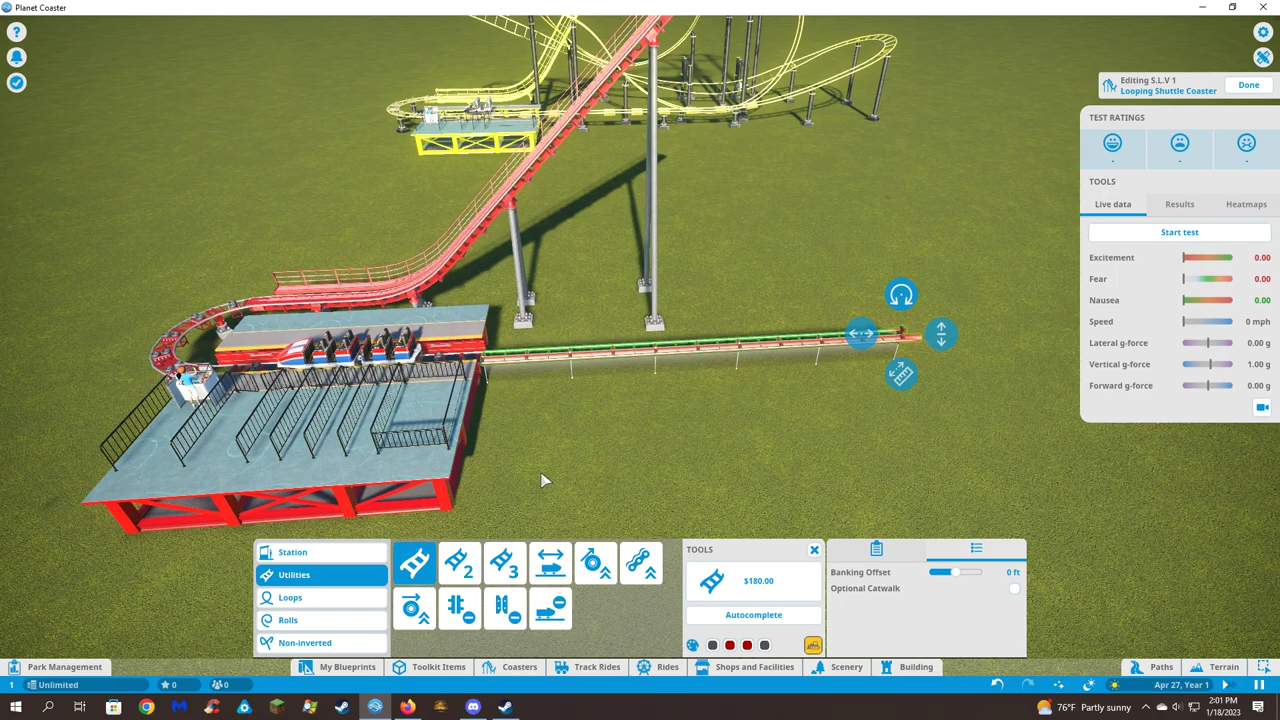 Planet Coaster
?
Editing S.L.V 1
Looping Shuttle Coaster
Done
TEST RATINGS
- - -
TOOLS
Live data Results Heatmaps
Start test
Excitement 0.00
Fear 0.00
Nausea 0.00
Speed 0 mph
Lateral g-force 0.00 g
Vertical g-force 1.00 g
Forward g-force 0.00 g
Station
Utilities
Loops
Rolls
Non-inverted
2 3
TOOLS
$180.00
Autocomplete
Banking Offset 0 ft
Optional Catwalk
Park Management My Blueprints Toolkit Items Coasters Track Rides Rides Shops and Facilities Scenery Building Paths Terrain
1 Unlimited 0 0 Apr 27, Year 1
76°F Partly sunny 2:01 PM
1/18/2023